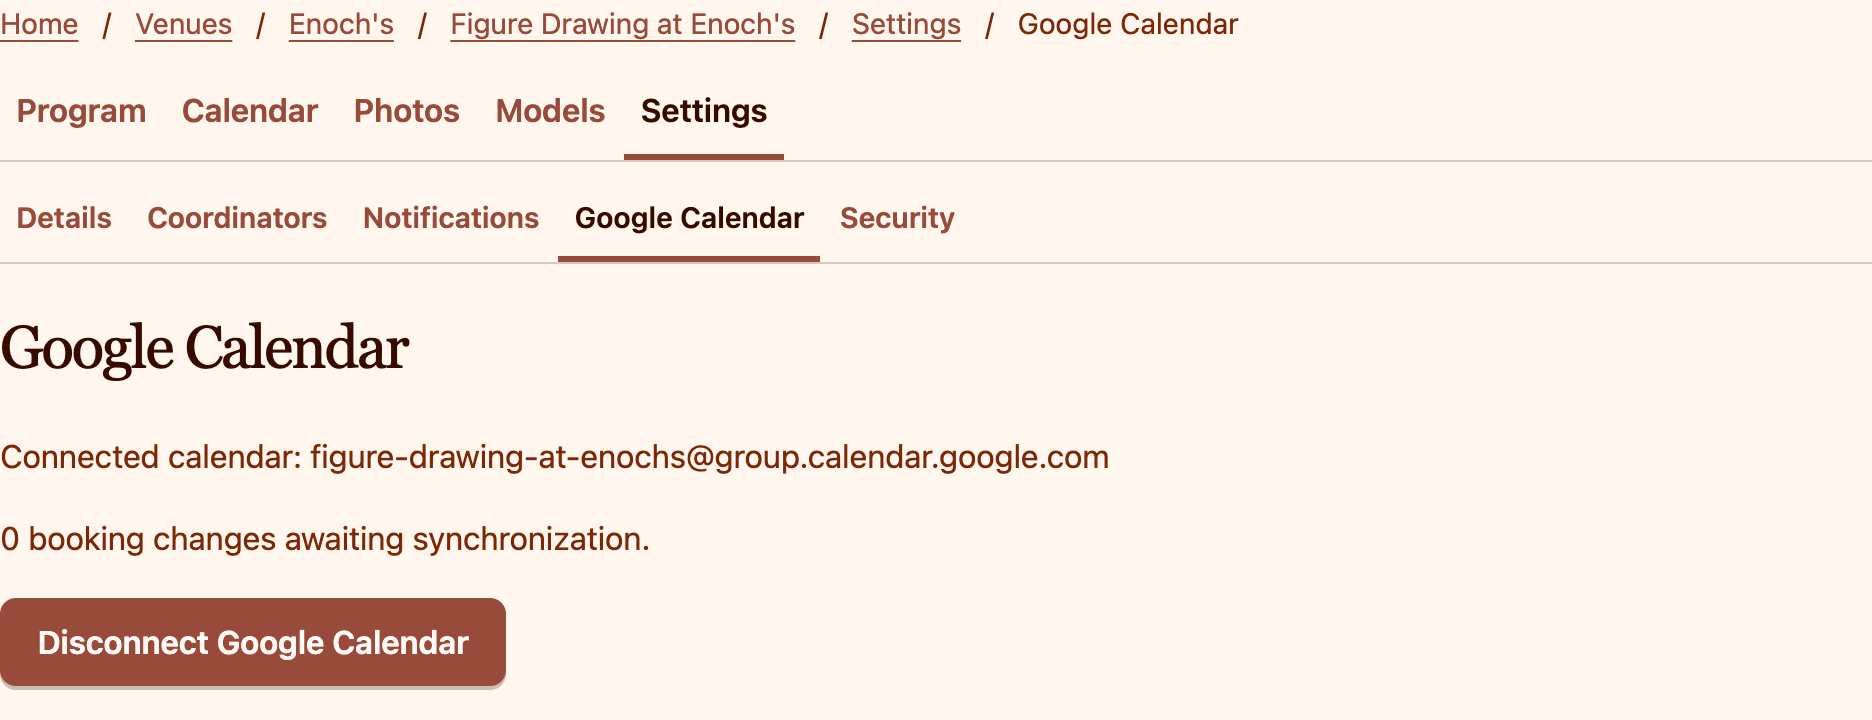 Home / Venues / Enoch's / Figure Drawing at Enoch's / Settings / Google Calendar
Program Calendar Photos Models Settings
Details Coordinators Notifications Google Calendar Security
Google Calendar
Connected calendar: figure-drawing-at-enochs@group.calendar.google.com
0 booking changes awaiting synchronization.
Disconnect Google Calendar